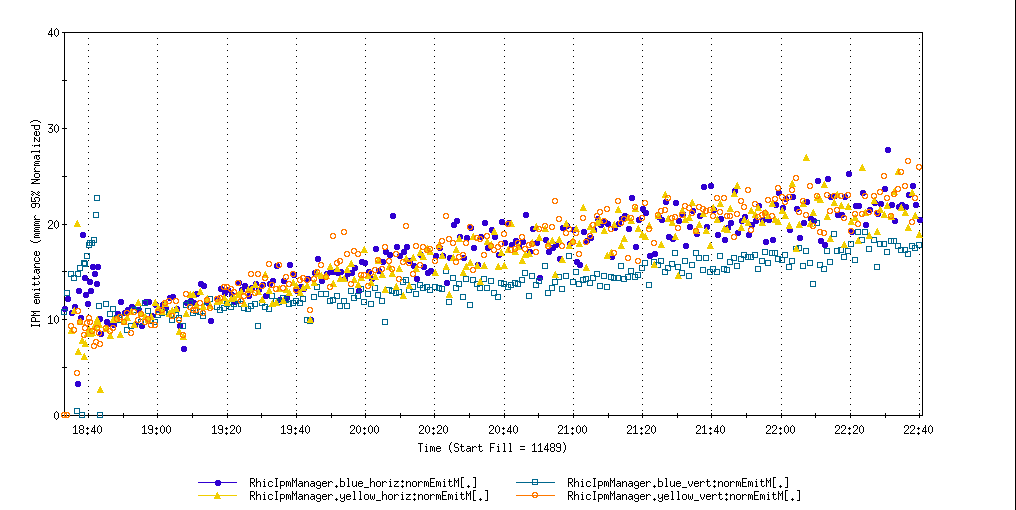 40
30
20
10
0
IPM emittance (mmmr 95% Normalized)
18:40 19:00 19:20 19:40 20:00 20:20 20:40 21:00 21:20 21:40 22:00 22:20 22:40
Time (Start Fill = 11489)
RhicIpmManager.blue_horiz:normEmitM[.] RhicIpmManager.blue_vert:normEmitM[.]
RhicIpmManager.yellow_horiz:normEmitM[.] RhicIpmManager.yellow_vert:normEmitM[.]